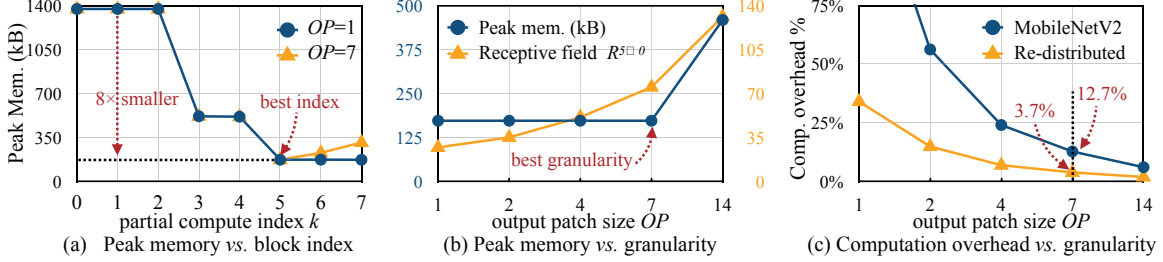 Peak Mem. (kB)
1400
1050
700
350
0
OP=1
OP=7
8× smaller
best index
0 1 2 3 4 5 6 7
partial compute index k
(a) Peak memory vs. block index
500
375
250
125
0
Peak mem. (kB)
Receptive field R⁵□⁰
best granularity
140
105
70
35
0
1 2 4 7 14
output patch size OP
(b) Peak memory vs. granularity
Comp. overhead %
75%
50%
25%
0%
MobileNetV2
Re-distributed
3.7%
12.7%
1 2 4 7 14
output patch size OP
(c) Computation overhead vs. granularity